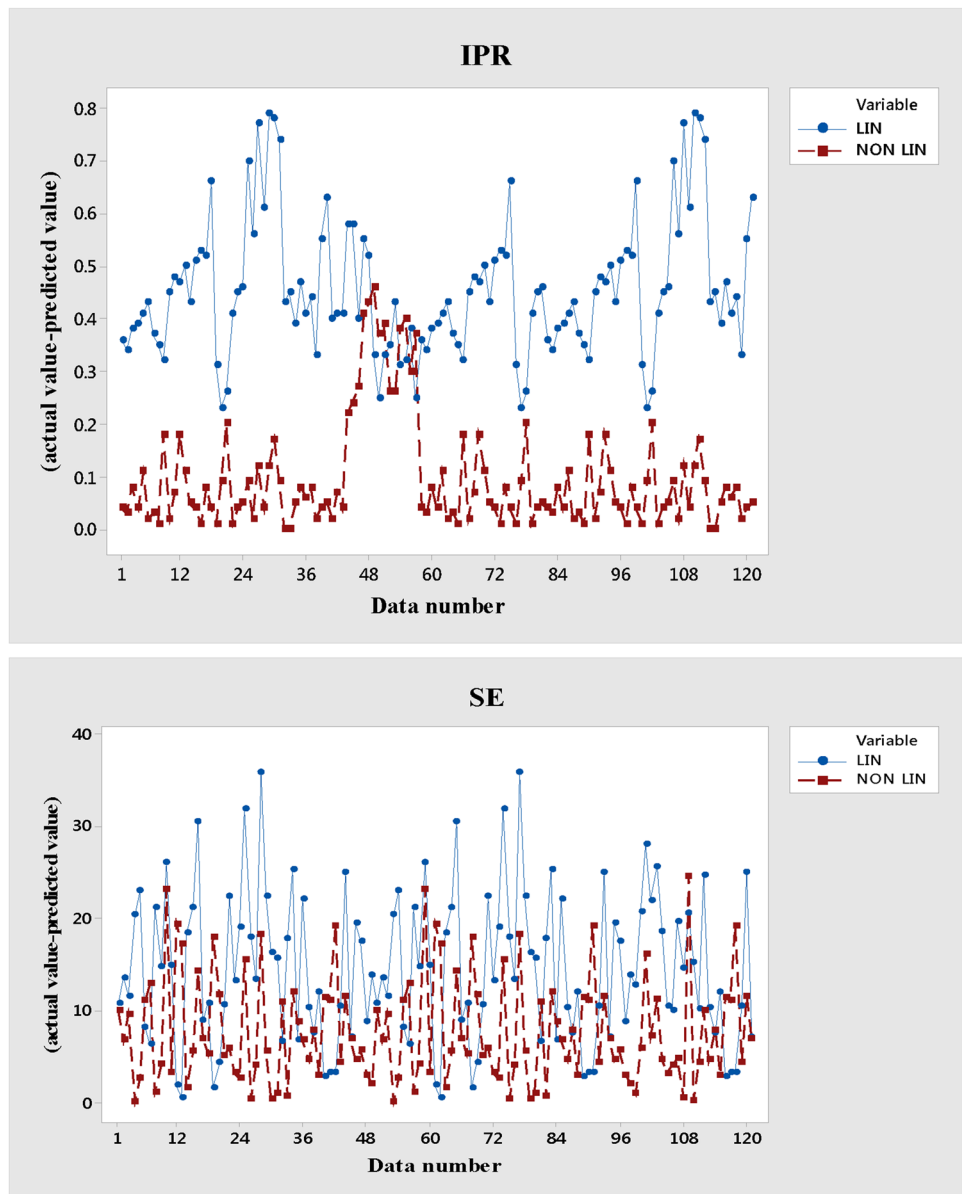 IPR
Variable
LIN
NON LIN
(actual value-predicted value)
0.8
0.7
0.6
0.5
0.4
0.3
0.2
0.1
0.0
1 12 24 36 48 60 72 84 96 108 120
Data number
SE
Variable
LIN
NON LIN
(actual value-predicted value)
40
30
20
10
0
1 12 24 36 48 60 72 84 96 108 120
Data number